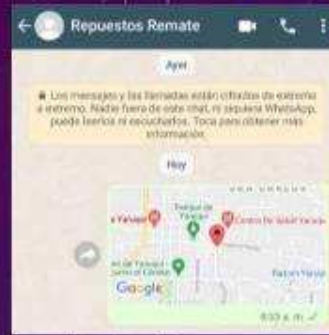 Repuestos Remate
Ayer
Los mensajes y las llamadas están cifrados de extremo
a extremo. Nadie fuera de este chat, ni siquiera WhatsApp,
puede leerlos ni escucharlos. Toca para obtener más
información.
Hoy
Parque de
Centro De Salud
Google
a. m.